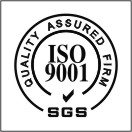 QUALITY ASSURED FIRM
ISO
9001
SGS